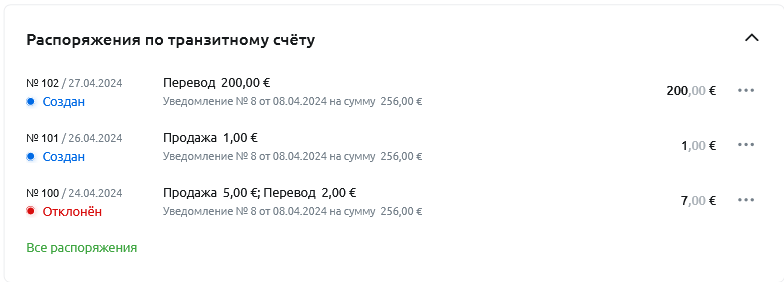 Распоряжения по транзитному счёту
№ 102 / 27.04.2024 Перевод 200,00 € 200,00 €
Создан Уведомление № 8 от 08.04.2024 на сумму 256,00 €
№ 101 / 26.04.2024 Продажа 1,00 € 1,00 €
Создан Уведомление № 8 от 08.04.2024 на сумму 256,00 €
№ 100 / 24.04.2024 Продажа 5,00 €; Перевод 2,00 € 7,00 €
Отклонён Уведомление № 8 от 08.04.2024 на сумму 256,00 €
Все распоряжения